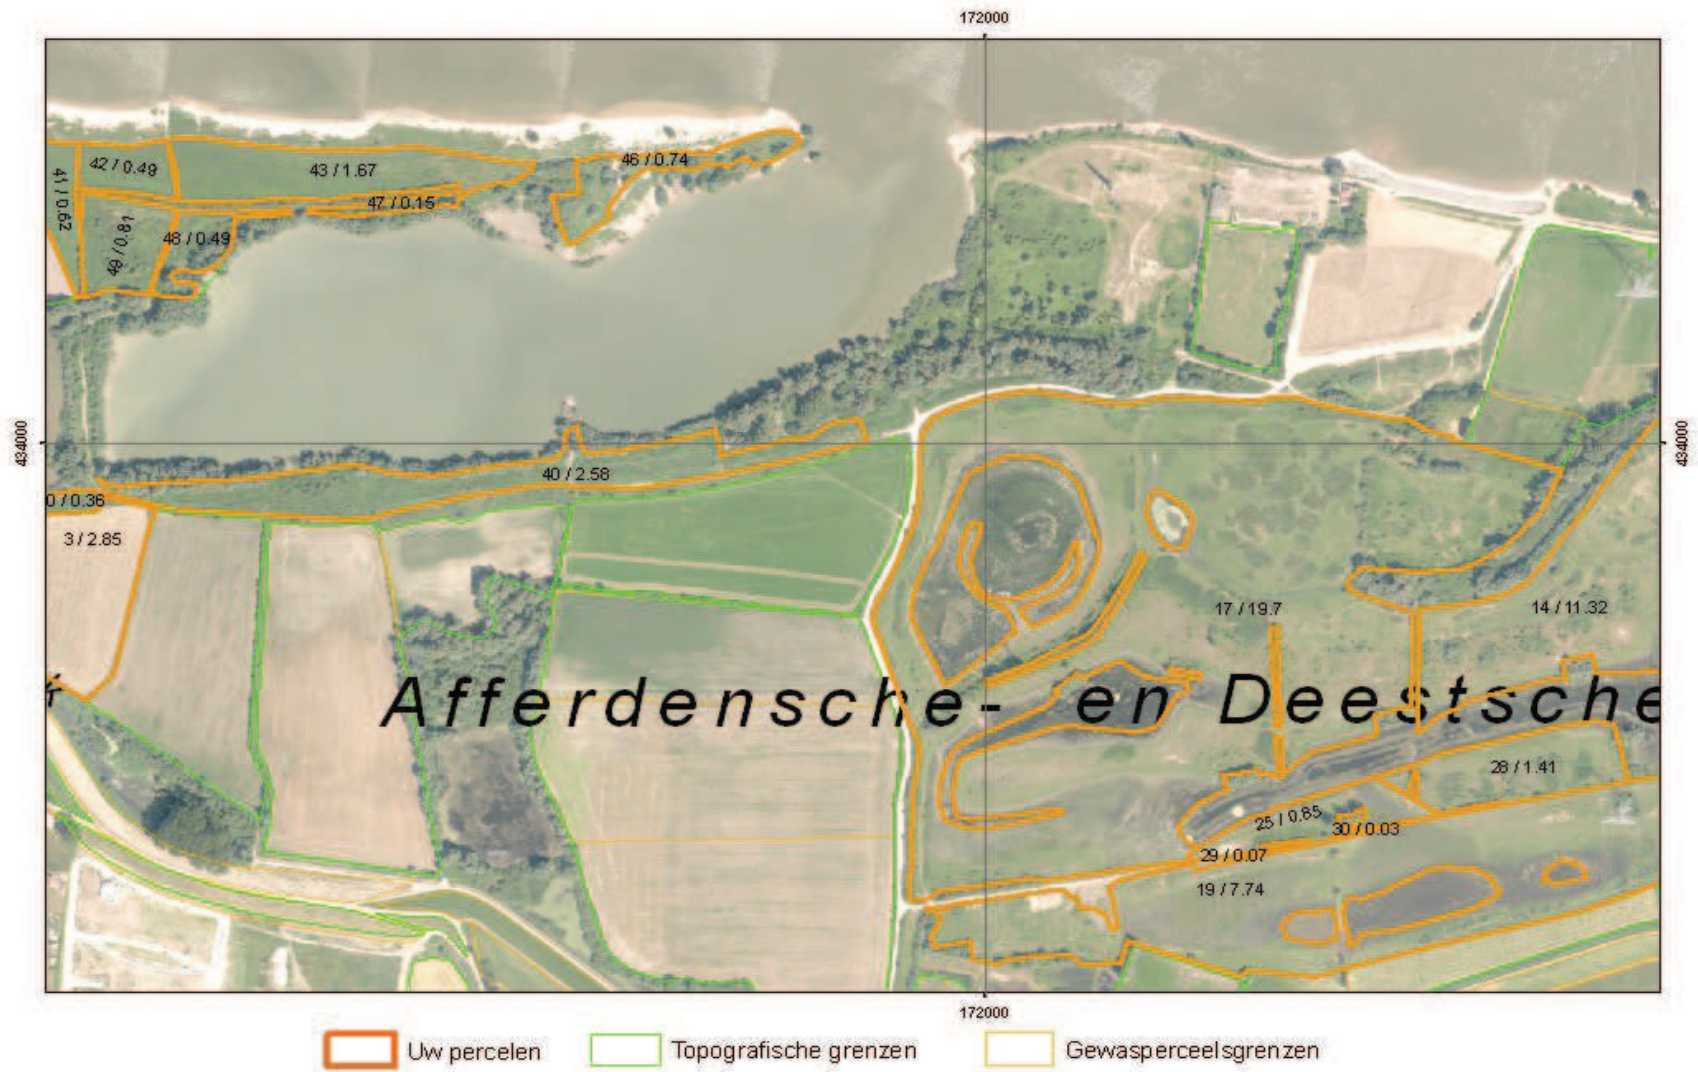 172000
42 / 0.49
43 / 1.67
46 / 0.74
41 / 0.62
47 / 0.15
49 / 0.81
48 / 0.49
434000
434000
40 / 2.58
0 / 0.36
3 / 2.85
17 / 19.7
14 / 11.32
Afferdensche- en Deestsche
28 / 1.41
25 / 0.85
30 / 0.03
29 / 0.07
19 / 7.74
172000
Uw percelen
Topografische grenzen
Gewasperceelsgrenzen